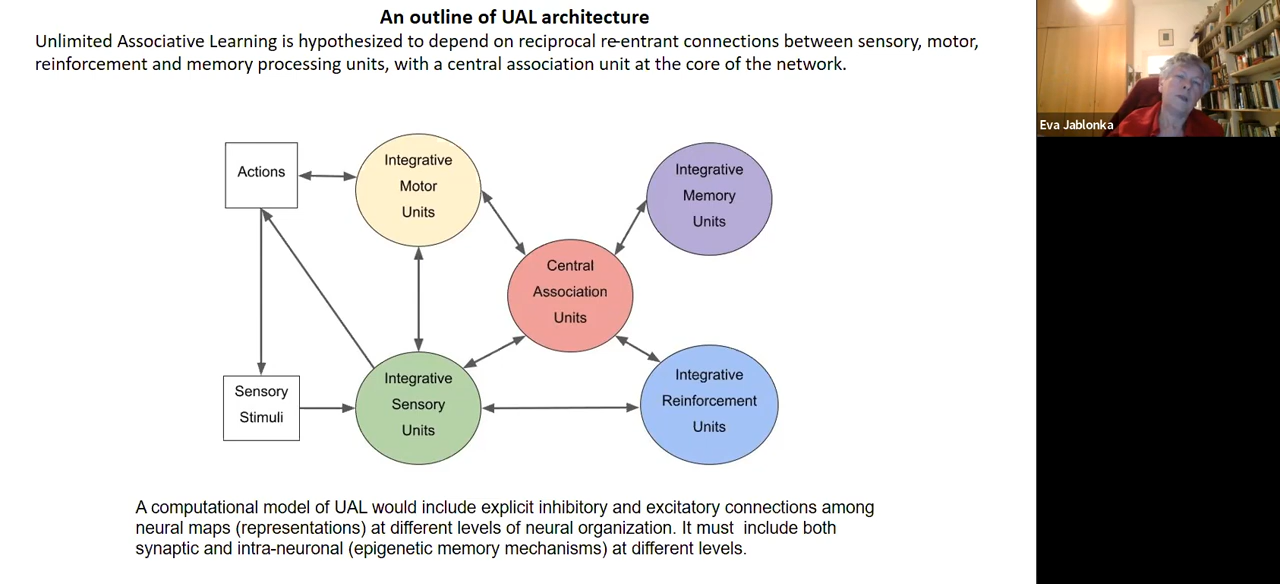 An outline of UAL architecture
Unlimited Associative Learning is hypothesized to depend on reciprocal re-entrant connections between sensory, motor,
reinforcement and memory processing units, with a central association unit at the core of the network.
Eva Jablonka
Actions
Integrative
Motor
Units
Integrative
Memory
Units
Central
Association
Units
Sensory
Stimuli
Integrative
Sensory
Units
Integrative
Reinforcement
Units
A computational model of UAL would include explicit inhibitory and excitatory connections among
neural maps (representations) at different levels of neural organization. It must include both
synaptic and intra-neuronal (epigenetic memory mechanisms) at different levels.